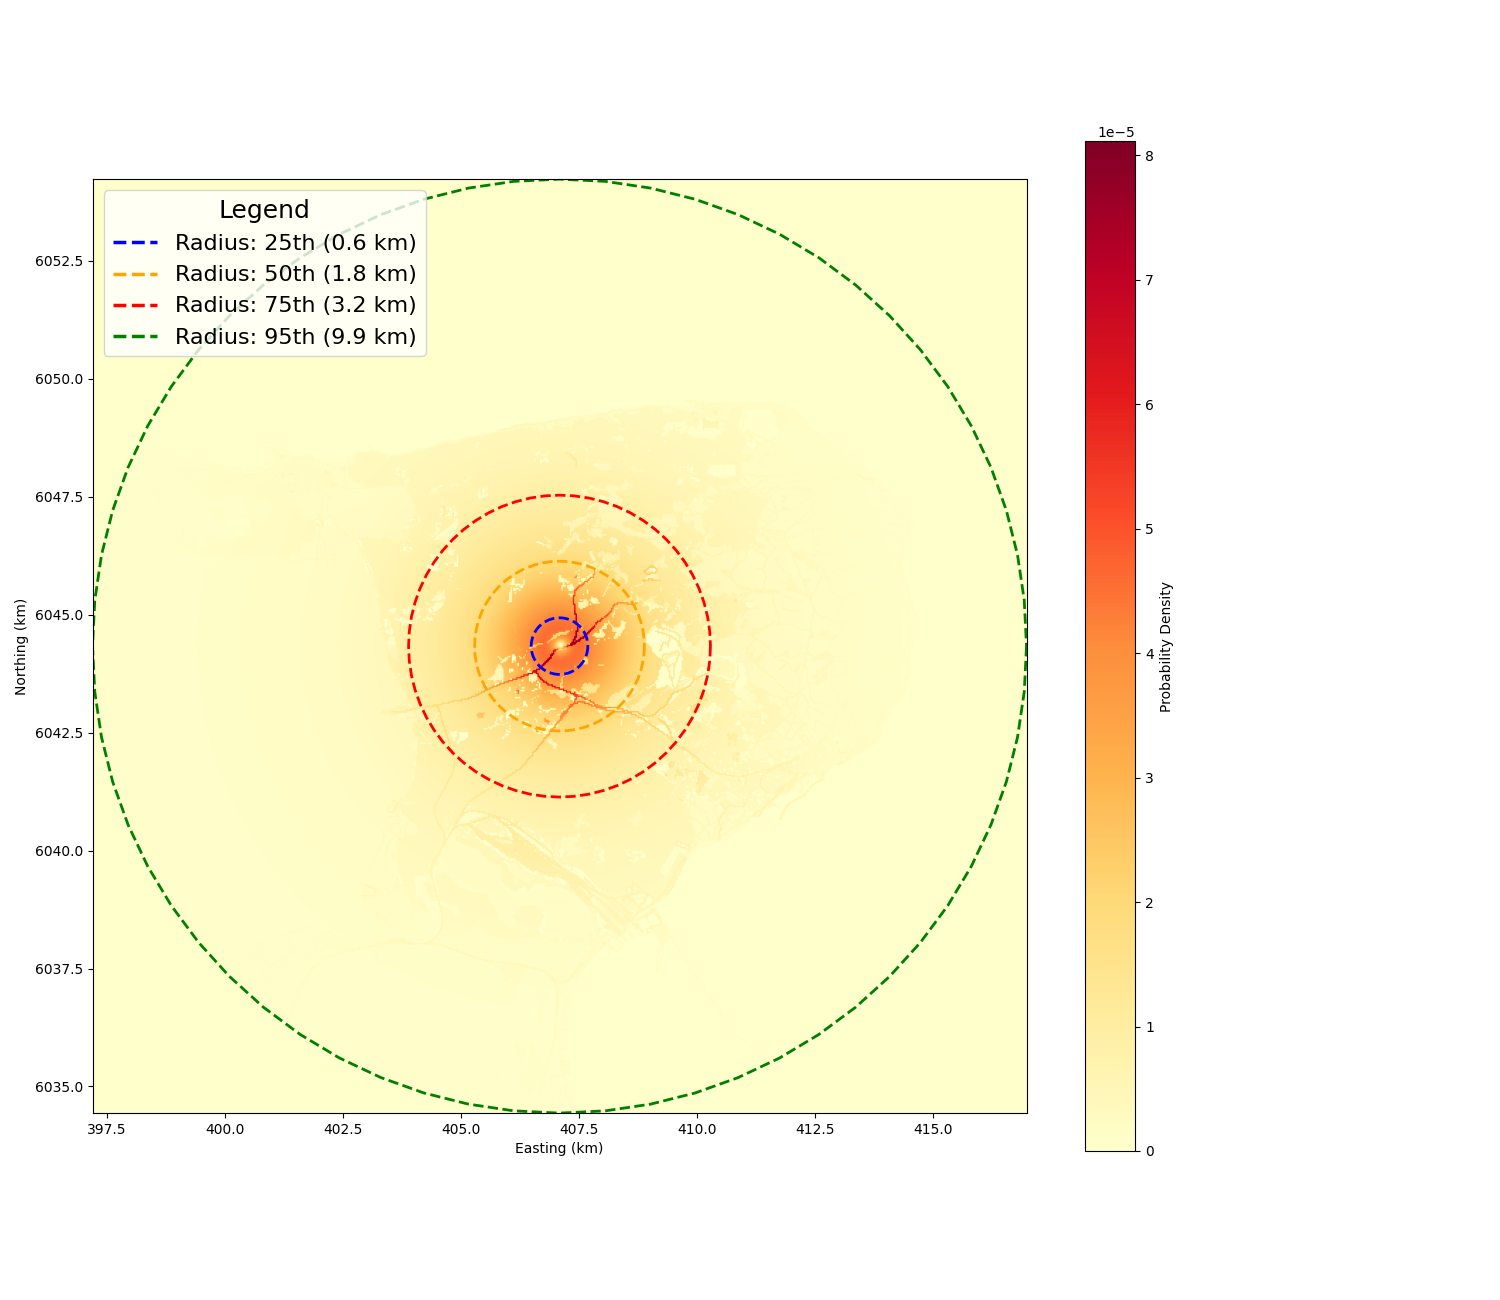 1e−5
Legend
Radius: 25th (0.6 km)
Radius: 50th (1.8 km)
Radius: 75th (3.2 km)
Radius: 95th (9.9 km)
6052.5
6050.0
6047.5
6045.0
6042.5
6040.0
6037.5
6035.0
Northing (km)
397.5
400.0
402.5
405.0
407.5
410.0
412.5
415.0
Easting (km)
8
7
6
5
4
3
2
1
0
Probability Density